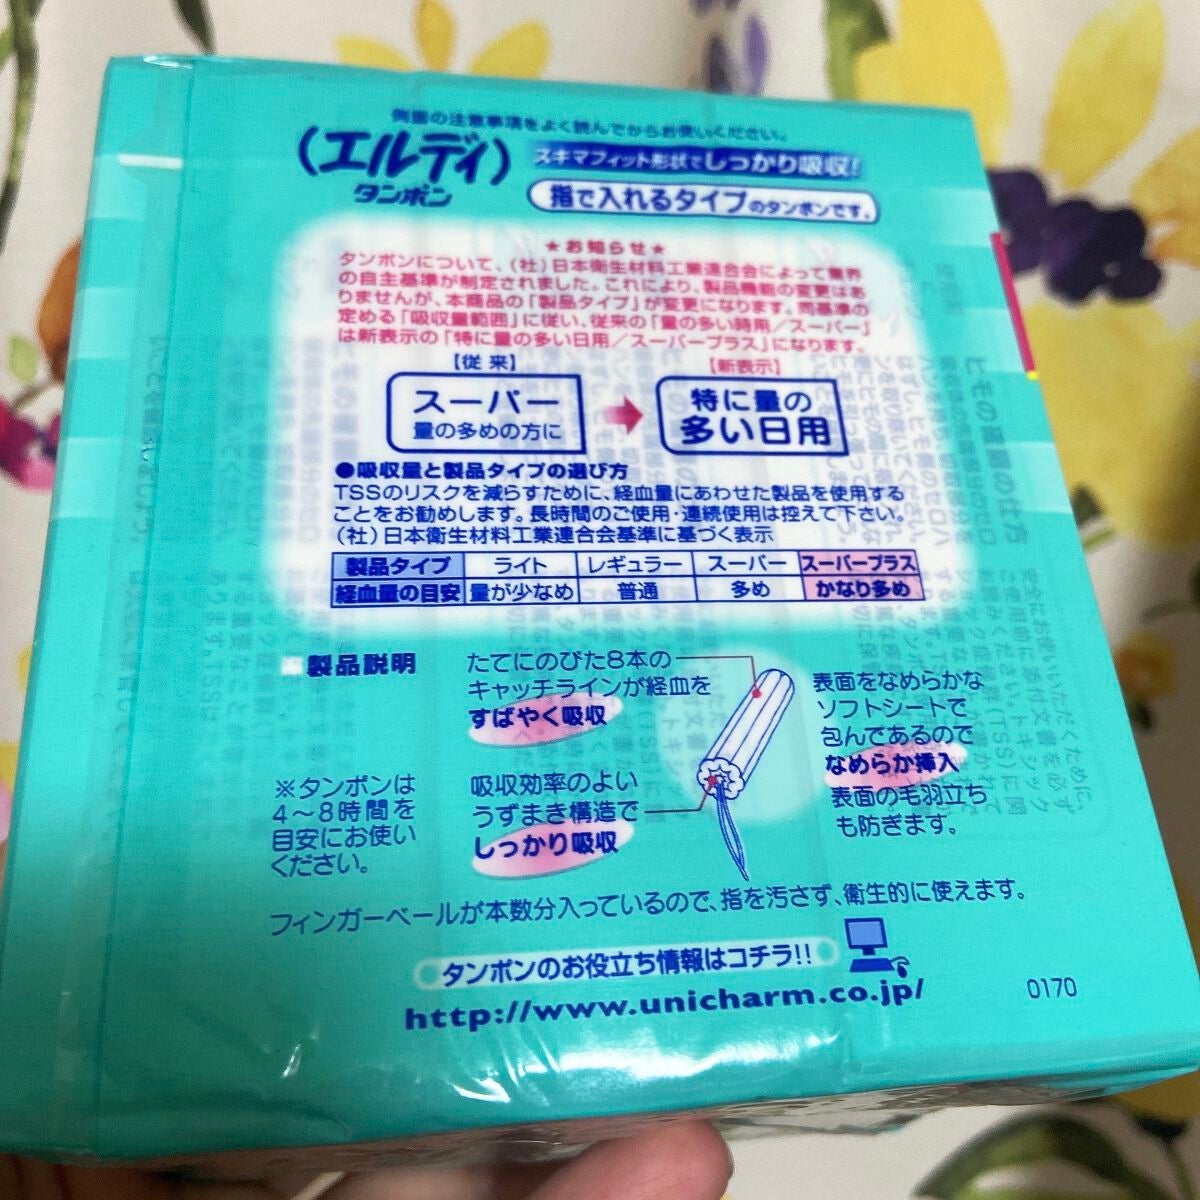 側面の注意事項をよく読んでからお使いください。
（エルディ）
タンポン
スキマフィット形状でしっかり吸収！
指で入れるタイプのタンポンです。
★お知らせ★
タンポンについて、（社）日本衛生材料工業連合会によって業界
の自主基準が制定されました。これにより、製品機能の変更はあ
りませんが、本商品の「製品タイプ」が変更になります。同基準の
定める「吸収量範囲」に従い、従来の「量の多い時用／スーパー」
は新表示の「特に量の多い日用／スーパープラス」になります。
【従来】
スーパー
量の多めの方に
【新表示】
特に量の
多い日用
●吸収量と製品タイプの選び方
TSSのリスクを減らすために、経血量にあわせた製品を使用する
ことをお勧めします。長時間のご使用・連続使用は控えて下さい。
（社）日本衛生材料工業連合会基準に基づく表示
製品タイプ ライト レギュラー スーパー スーパープラス
経血量の目安 量が少なめ 普通 多め かなり多め
■製品説明
たてにのびた8本の
キャッチラインが経血を
すばやく吸収
表面をなめらかな
ソフトシートで
包んであるので
なめらか挿入
表面の毛羽立ち
も防ぎます。
吸収効率のよい
うずまき構造で
しっかり吸収
※タンポンは
4～8時間を
目安にお使い
ください。
フィンガーベールが本数分入っているので、指を汚さず、衛生的に使えます。
タンポンのお役立ち情報はコチラ!!
http://www.unicharm.co.jp/
0170